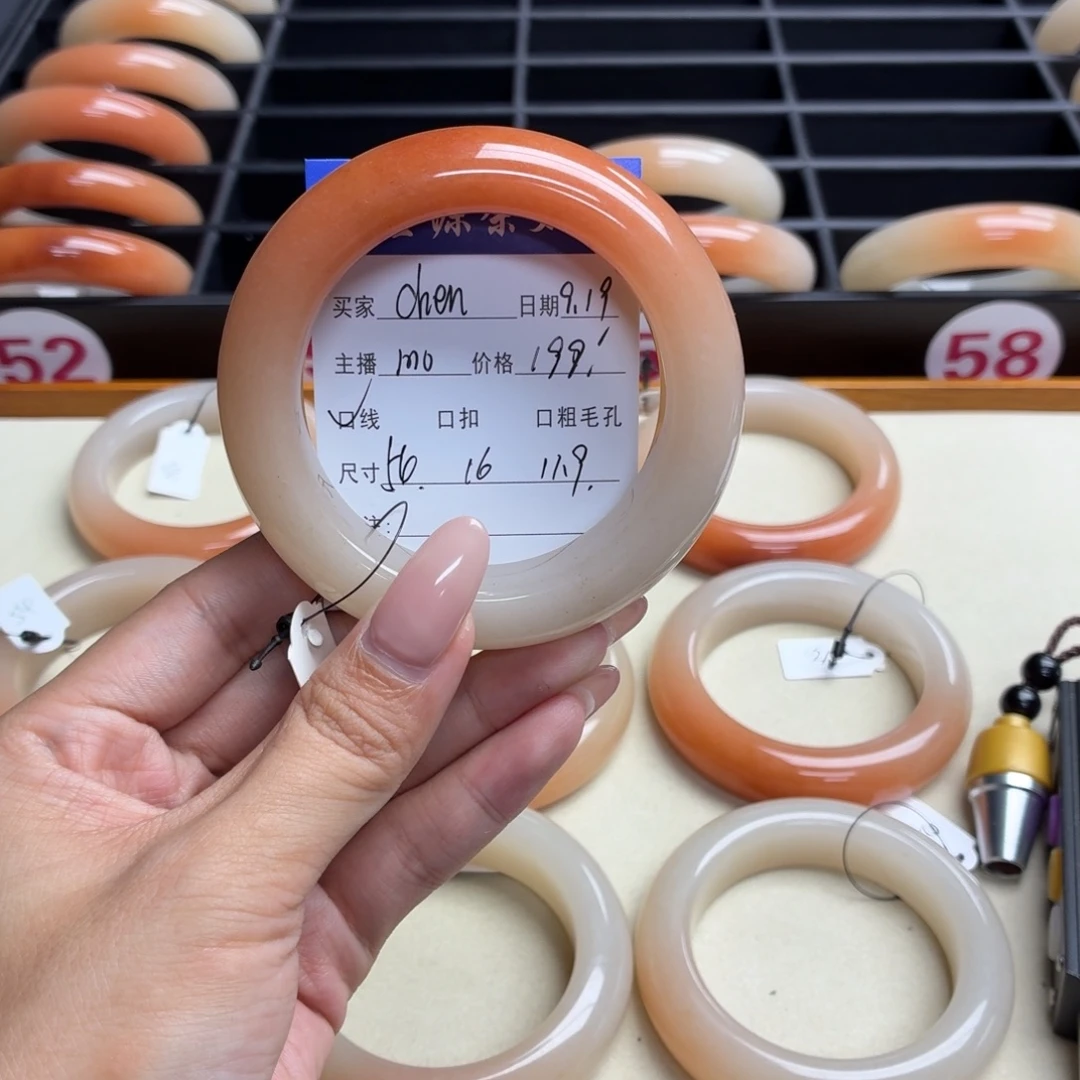 买家 chen 日期 9.19
主播 mo 价格 199.
口线 口扣 口粗毛孔
尺寸 56. 16 11.9.
注:
52
58